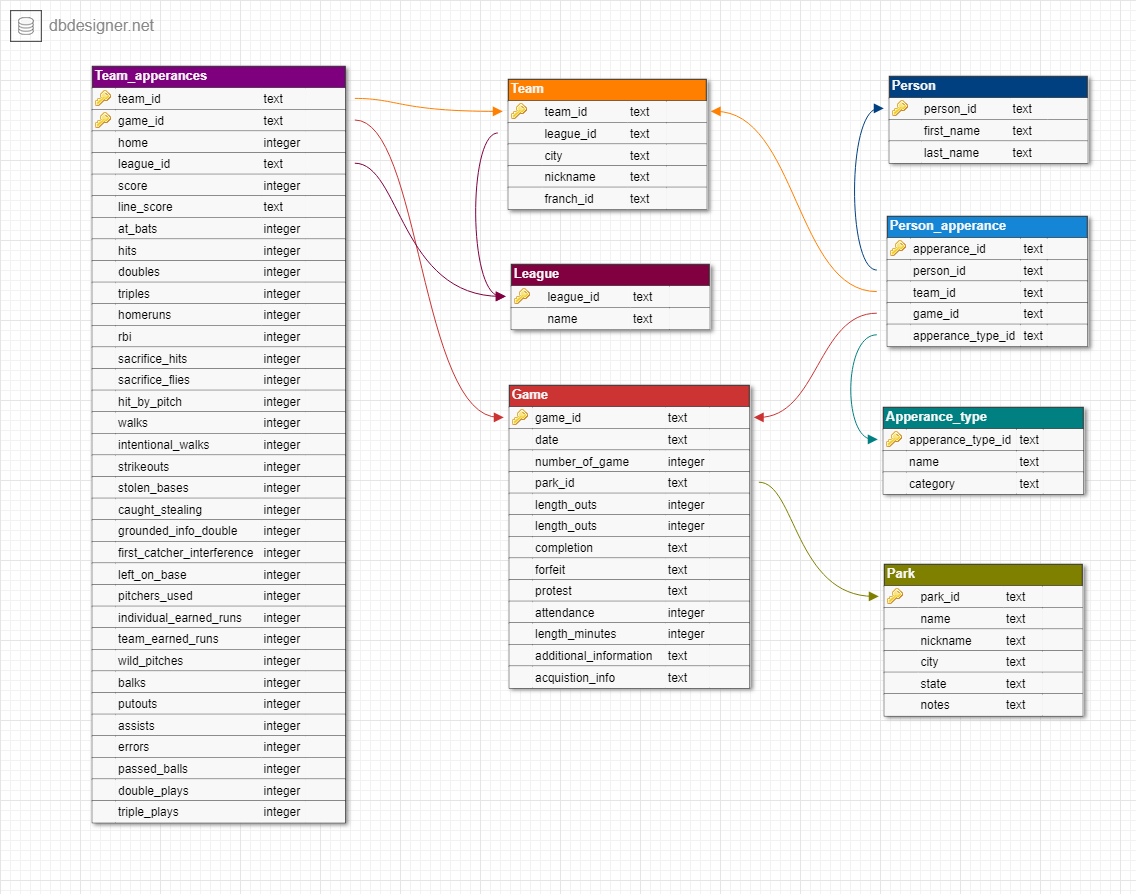 dbdesigner.net
Team_apperances
team_id text
game_id text
home integer
league_id text
score integer
line_score text
at_bats integer
hits integer
doubles integer
triples integer
homeruns integer
rbi integer
sacrifice_hits integer
sacrifice_flies integer
hit_by_pitch integer
walks integer
intentional_walks integer
strikeouts integer
stolen_bases integer
caught_stealing integer
grounded_info_double integer
first_catcher_interference integer
left_on_base integer
pitchers_used integer
individual_earned_runs integer
team_earned_runs integer
wild_pitches integer
balks integer
putouts integer
assists integer
errors integer
passed_balls integer
double_plays integer
triple_plays integer
Team
team_id text
league_id text
city text
nickname text
franch_id text
League
league_id text
name text
Game
game_id text
date text
number_of_game integer
park_id text
length_outs integer
length_outs integer
completion text
forfeit text
protest text
attendance integer
length_minutes integer
additional_information text
acquistion_info text
Person
person_id text
first_name text
last_name text
Person_apperance
apperance_id text
person_id text
team_id text
game_id text
apperance_type_id text
Apperance_type
apperance_type_id text
name text
category text
Park
park_id text
name text
nickname text
city text
state text
notes text